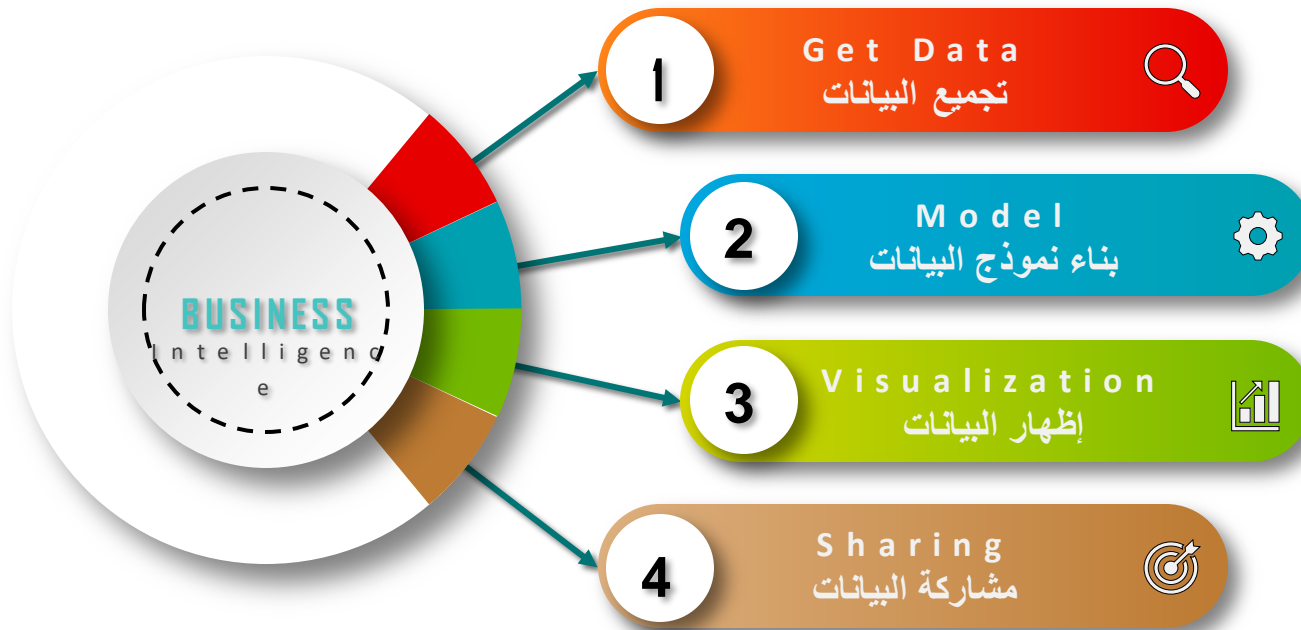 BUSINESS
Intelligenc
e
1
Get Data
تجميع البيانات
2
Model
بناء نموذج البيانات
3
Visualization
إظهار البيانات
4
Sharing
مشاركة البيانات